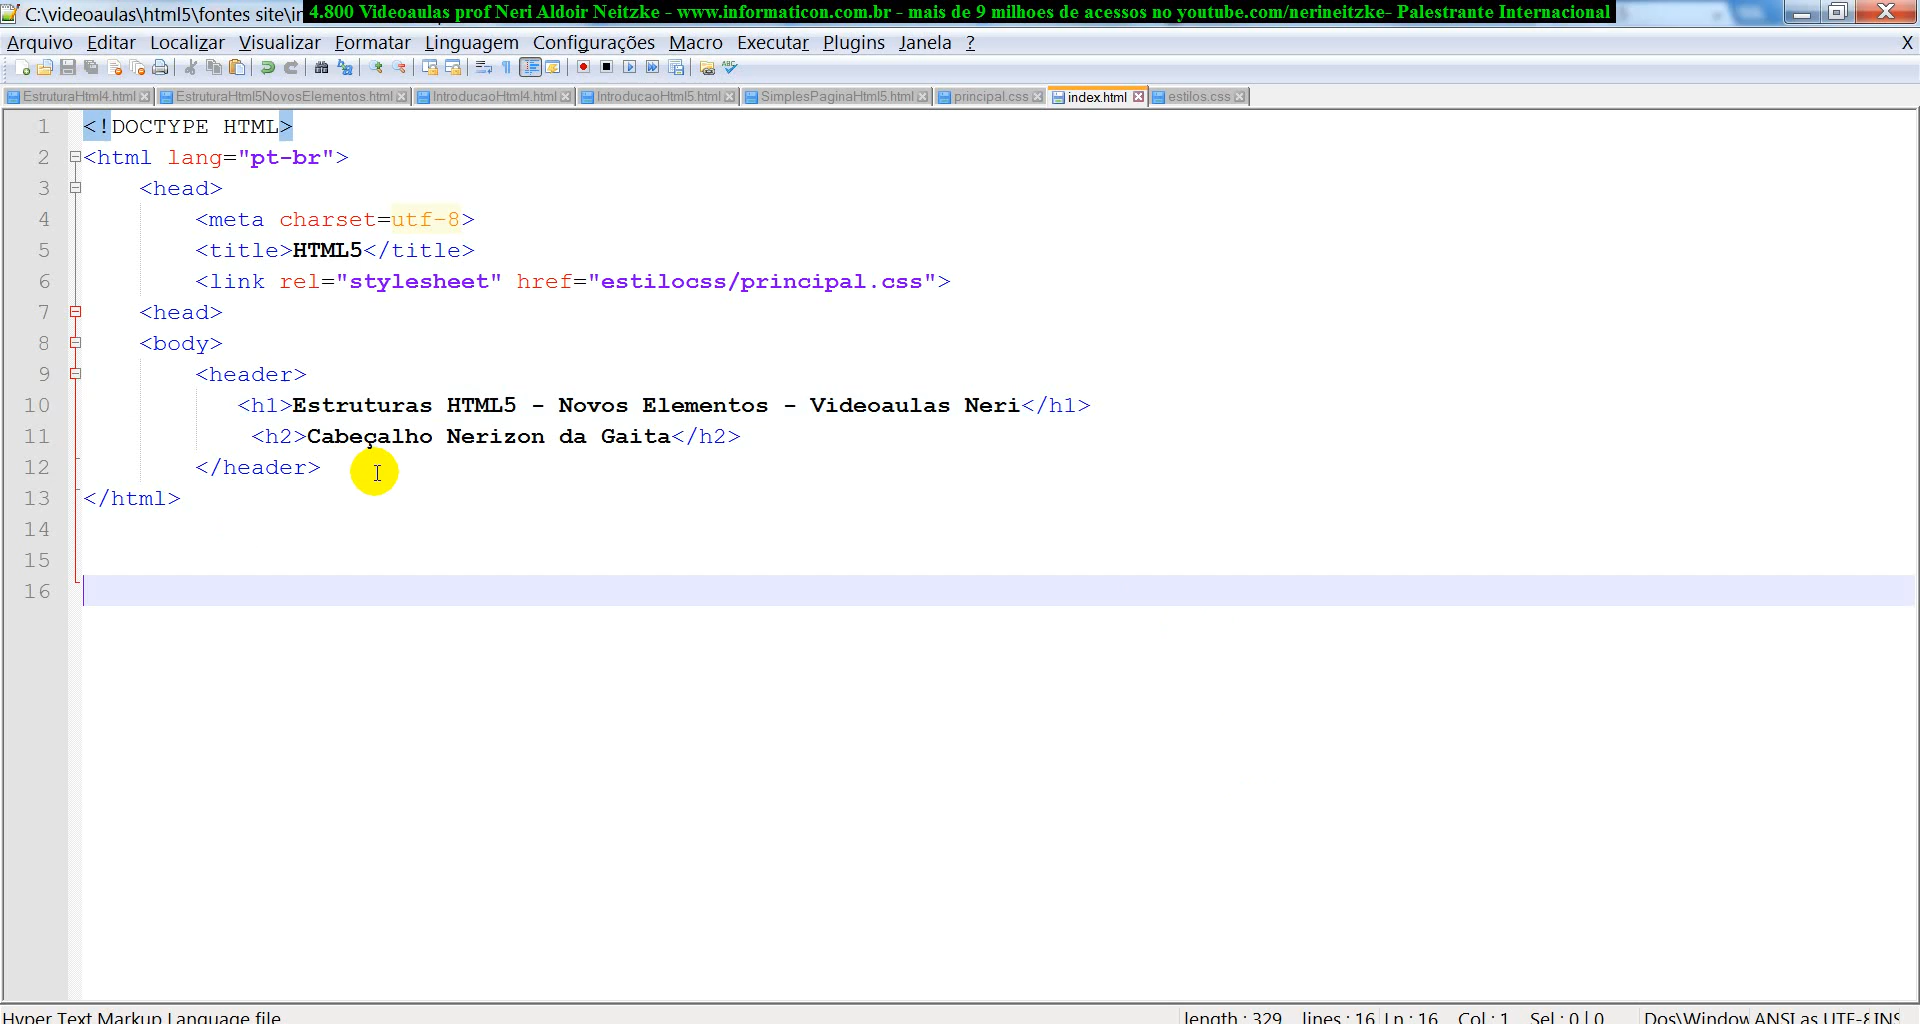 C:\videoaulas\html5\fontes site\in 4.800 Videoaulas prof Neri Aldoir Neitzke - www.informaticon.com.br - mais de 9 milhoes de acessos no youtube.com/nerineitzke- Palestrante Internacional
Arquivo Editar Localizar Visualizar Formatar Linguagem Configurações Macro Executar Plugins Janela ? X
EstruturaHtml4.html EstruturaHtml5NovosElementos.html IntroducaoHtml4.html IntroducaoHtml5.html SimplesPaginaHtml5.html principal.css index.html estilos.css
1 <!DOCTYPE HTML>
2 <html lang="pt-br">
3 <head>
4 <meta charset=utf-8>
5 <title>HTML5</title>
6 <link rel="stylesheet" href="estilocss/principal.css">
7 <head>
8 <body>
9 <header>
10 <h1>Estruturas HTML5 - Novos Elementos - Videoaulas Neri</h1>
11 <h2>Cabeçalho Nerizon da Gaita</h2>
12 </header>
13 </html>
14
15
16
Hyper Text Markup Language file length : 329 lines : 16 Ln : 16 Col : 1 Sel : 0 | 0 Dos\Window ANSI as UTF-8 INS